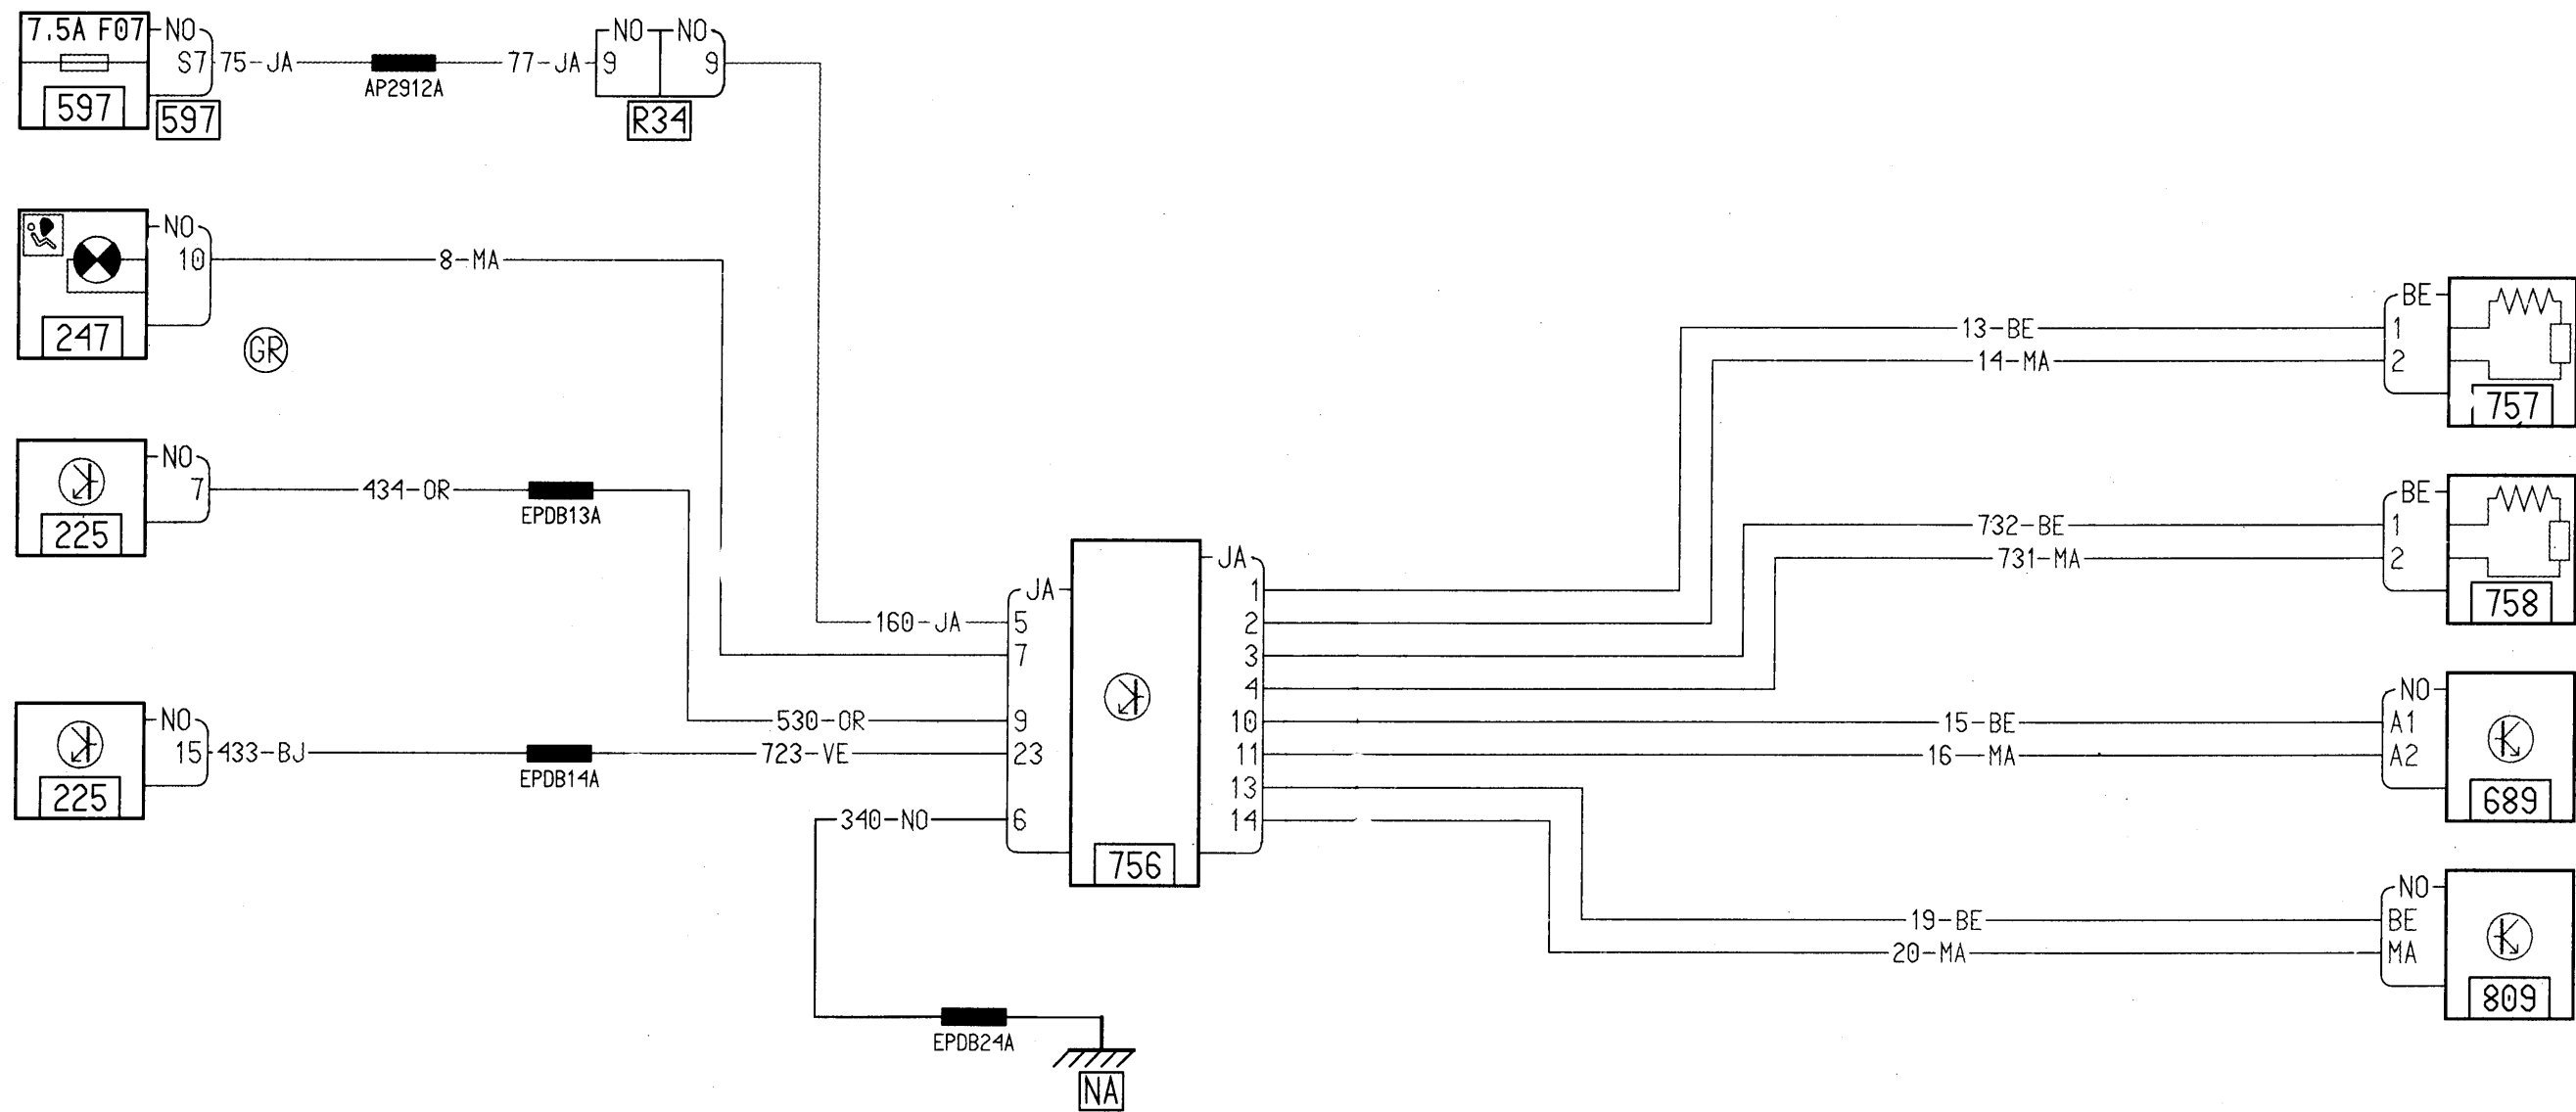 7.5A F07 NO
S7 75-JA 77-JA 9 NO NO 9
AP2912A
597
597
R34
NO
10 8-MA
247
GR
NO
7 434-OR
EPDB13A
225
NO
15 433-BJ
EPDB14A
225
JA
160-JA 5
7
530-OR 9
723-VE 23
340-NO 6
756
JA
1
2
3
4
10
11
13
14
EPDB24A
NA
BE
13-BE 1
14-MA 2
757
BE
732-BE 1
731-MA 2
758
NO
15-BE A1
16-MA A2
689
NO
19-BE BE
20-MA MA
809